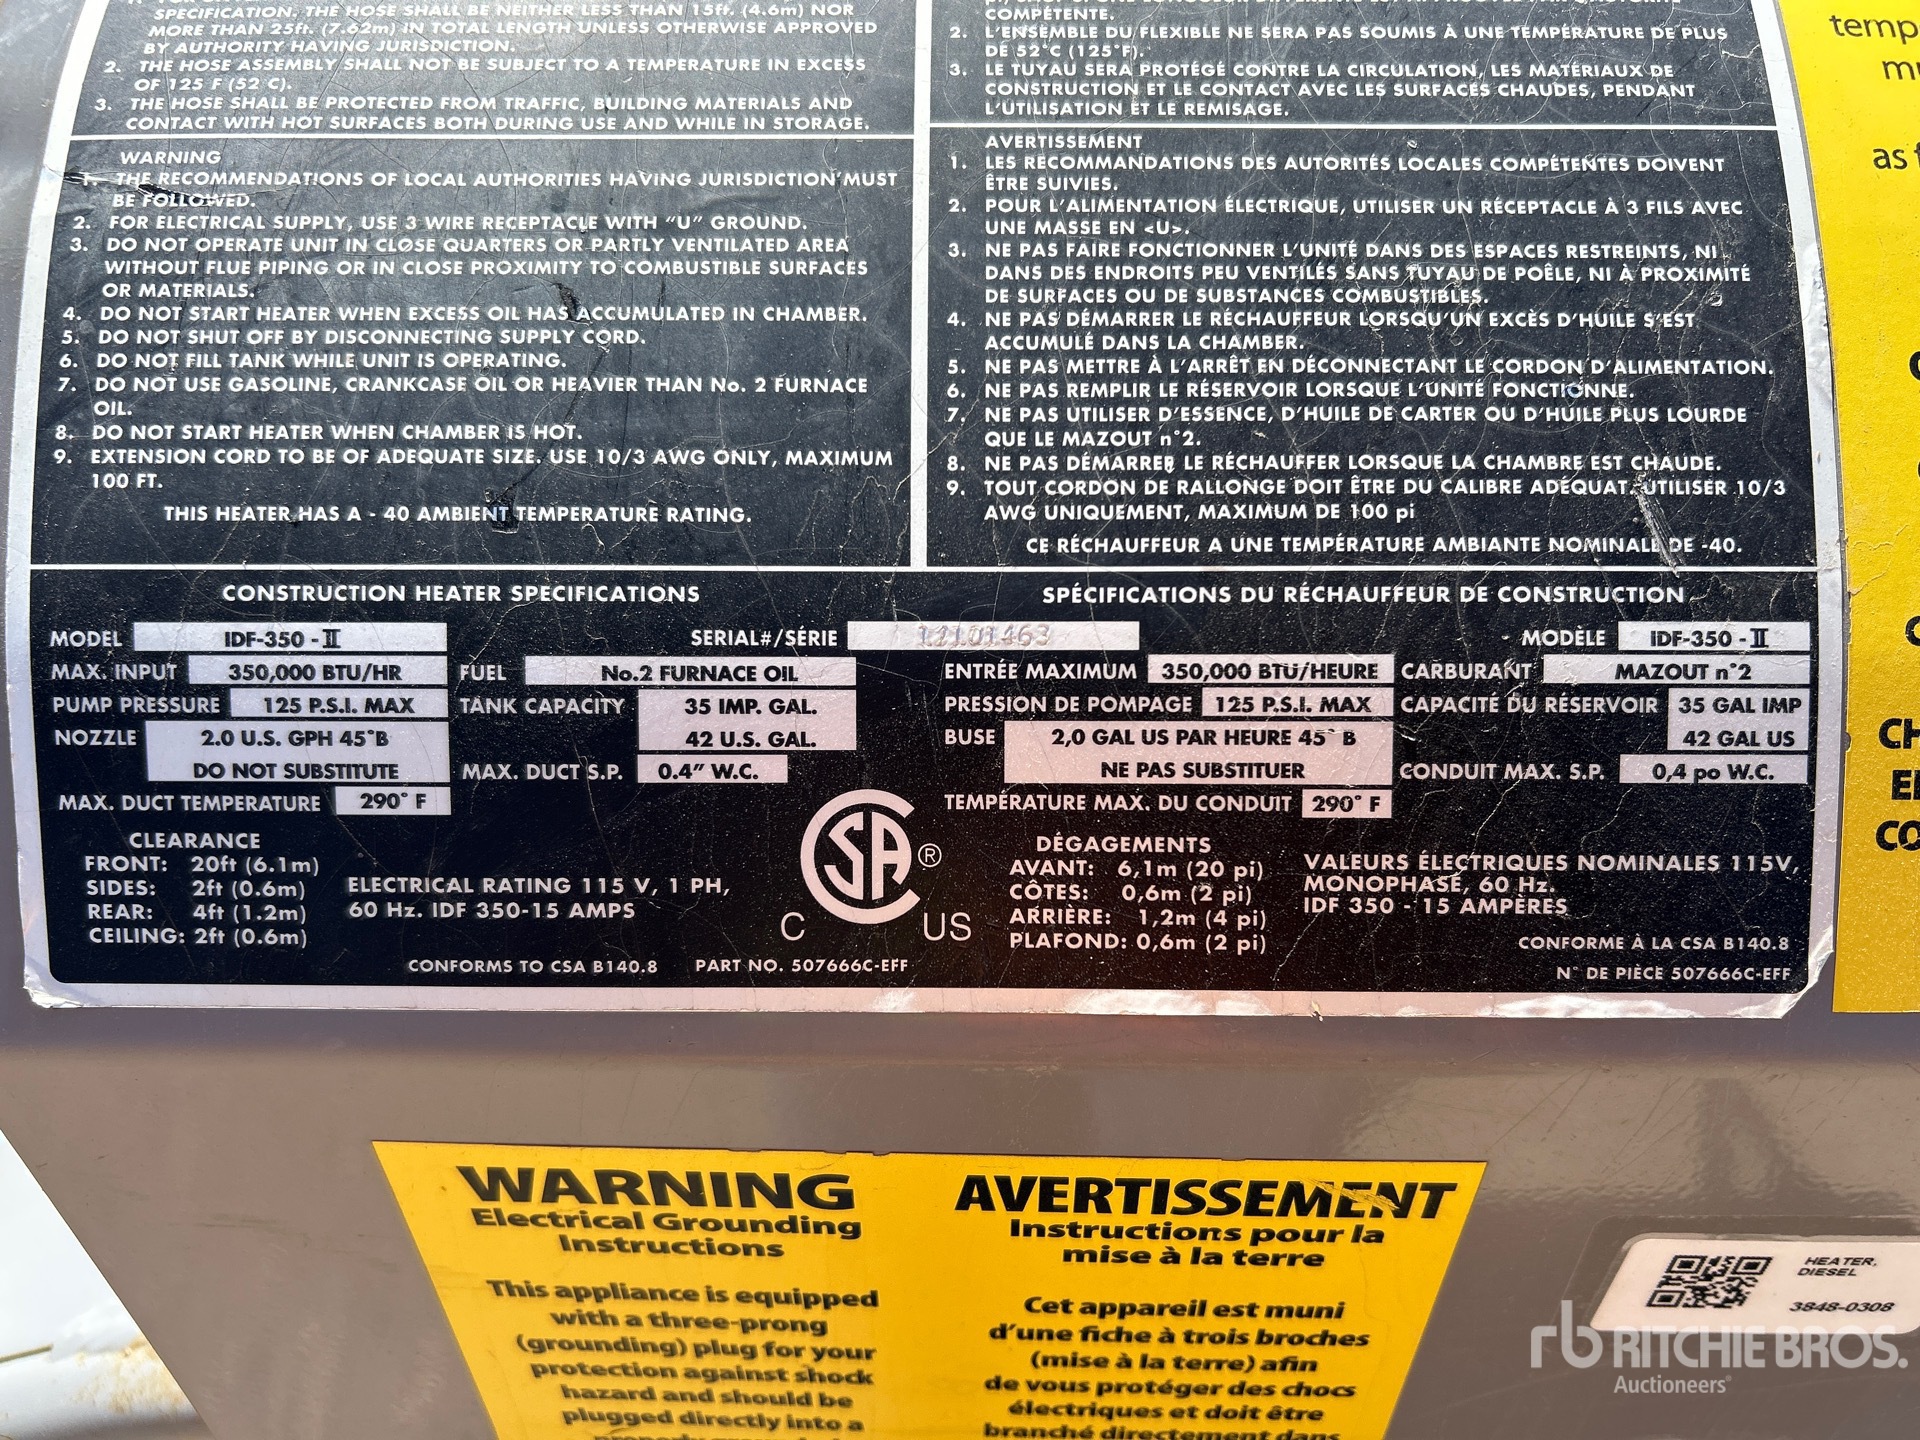 SPECIFICATION, THE HOSE SHALL BE NEITHER LESS THAN 15ft. (4.6m) NOR
MORE THAN 25ft. (7.62m) IN TOTAL LENGTH UNLESS OTHERWISE APPROVED
BY AUTHORITY HAVING JURISDICTION.
2. THE HOSE ASSEMBLY SHALL NOT BE SUBJECT TO A TEMPERATURE IN EXCESS
OF 125 F (52 C).
3. THE HOSE SHALL BE PROTECTED FROM TRAFFIC, BUILDING MATERIALS AND
CONTACT WITH HOT SURFACES BOTH DURING USE AND WHILE IN STORAGE.
WARNING
1. THE RECOMMENDATIONS OF LOCAL AUTHORITIES HAVING JURISDICTION MUST
BE FOLLOWED.
2. FOR ELECTRICAL SUPPLY, USE 3 WIRE RECEPTACLE WITH "U" GROUND.
3. DO NOT OPERATE UNIT IN CLOSE QUARTERS OR PARTLY VENTILATED AREA
WITHOUT FLUE PIPING OR IN CLOSE PROXIMITY TO COMBUSTIBLE SURFACES
OR MATERIALS.
4. DO NOT START HEATER WHEN EXCESS OIL HAS ACCUMULATED IN CHAMBER.
5. DO NOT SHUT OFF BY DISCONNECTING SUPPLY CORD.
6. DO NOT FILL TANK WHILE UNIT IS OPERATING.
7. DO NOT USE GASOLINE, CRANKCASE OIL OR HEAVIER THAN No. 2 FURNACE
OIL.
8. DO NOT START HEATER WHEN CHAMBER IS HOT.
9. EXTENSION CORD TO BE OF ADEQUATE SIZE. USE 10/3 AWG ONLY, MAXIMUM
100 FT.
THIS HEATER HAS A - 40 AMBIENT TEMPERATURE RATING.
COMPÉTENTE.
2. L'ENSEMBLE DU FLEXIBLE NE SERA PAS SOUMIS À UNE TEMPÉRATURE DE PLUS
DE 52°C (125°F).
3. LE TUYAU SERA PROTÉGÉ CONTRE LA CIRCULATION, LES MATÉRIAUX DE
CONSTRUCTION ET LE CONTACT AVEC LES SURFACES CHAUDES, PENDANT
L'UTILISATION ET LE REMISAGE.
AVERTISSEMENT
1. LES RECOMMANDATIONS DES AUTORITÉS LOCALES COMPÉTENTES DOIVENT
ÊTRE SUIVIES.
2. POUR L'ALIMENTATION ÉLECTRIQUE, UTILISER UN RÉCEPTACLE À 3 FILS AVEC
UNE MASSE EN <U>.
3. NE PAS FAIRE FONCTIONNER L'UNITÉ DANS DES ESPACES RESTREINTS, NI
DANS DES ENDROITS PEU VENTILÉS SANS TUYAU DE POÊLE, NI À PROXIMITÉ
DE SURFACES OU DE SUBSTANCES COMBUSTIBLES.
4. NE PAS DÉMARRER LE RÉCHAUFFEUR LORSQU'UN EXCÈS D'HUILE S'EST
ACCUMULÉ DANS LA CHAMBER.
5. NE PAS METTRE À L'ARRÊT EN DÉCONNECTANT LE CORDON D'ALIMENTATION.
6. NE PAS REMPLIR LE RÉSERVOIR LORSQUE L'UNITÉ FONCTIONNE.
7. NE PAS UTILISER D'ESSENCE, D'HUILE DE CARTER OU D'HUILE PLUS LOURDE
QUE LE MAZOUT n°2.
8. NE PAS DÉMARRER LE RÉCHAUFFER LORSQUE LA CHAMBRE EST CHAUDE.
9. TOUT CORDON DE RALLONGE DOIT ÊTRE DU CALIBRE ADÉQUAT. UTILISER 10/3
AWG UNIQUEMENT, MAXIMUM DE 100 pi
CE RÉCHAUFFEUR A UNE TEMPÉRATURE AMBIANTE NOMINALE DE -40.
CONSTRUCTION HEATER SPECIFICATIONS
SPÉCIFICATIONS DU RÉCHAUFFEUR DE CONSTRUCTION
MODEL IDF-350 -II SERIAL#/SÉRIE 11101463 MODÈLE IDF-350 -II
MAX. INPUT 350,000 BTU/HR FUEL No.2 FURNACE OIL ENTRÉE MAXIMUM 350,000 BTU/HEURE CARBURANT MAZOUT n°2
PUMP PRESSURE 125 P.S.I. MAX TANK CAPACITY 35 IMP. GAL. PRESSION DE POMPAGE 125 P.S.I. MAX CAPACITÉ DU RÉSERVOIR 35 GAL IMP
NOZZLE 2.0 U.S. GPH 45°B 42 U.S. GAL. BUSE 2,0 GAL US PAR HEURE 45° B 42 GAL US
DO NOT SUBSTITUTE MAX. DUCT S.P. 0.4" W.C. NE PAS SUBSTITUER CONDUIT MAX. S.P. 0,4 po W.C.
MAX. DUCT TEMPERATURE 290° F TEMPÉRATURE MAX. DU CONDUIT 290° F
CLEARANCE
FRONT: 20ft (6.1m)
SIDES: 2ft (0.6m)
REAR: 4ft (1.2m)
CEILING: 2ft (0.6m)
ELECTRICAL RATING 115 V, 1 PH,
60 Hz. IDF 350-15 AMPS
CSA ®
C US
DÉGAGEMENTS
AVANT: 6,1m (20 pi)
CÔTES: 0,6m (2 pi)
ARRIÈRE: 1,2m (4 pi)
PLAFOND: 0,6m (2 pi)
VALEURS ÉLECTRIQUES NOMINALES 115V,
MONOPHASE, 60 Hz.
IDF 350 - 15 AMPÈRES
CONFORMS TO CSA B140.8 PART NO. 507666C-EFF
CONFORME À LA CSA B140.8
N° DE PIÈCE 507666C-EFF
WARNING
Electrical Grounding
Instructions
This appliance is equipped
with a three-prong
(grounding) plug for your
protection against shock
hazard and should be
plugged directly into a
AVERTISSEMENT
Instructions pour la
mise à la terre
Cet appareil est muni
d'une fiche à trois broches
(mise à la terre) afin
de vous protéger des chocs
électriques et doit être
branché directement dans
HEATER,
DIESEL
3848-0308
rb RITCHIE BROS.
Auctioneers